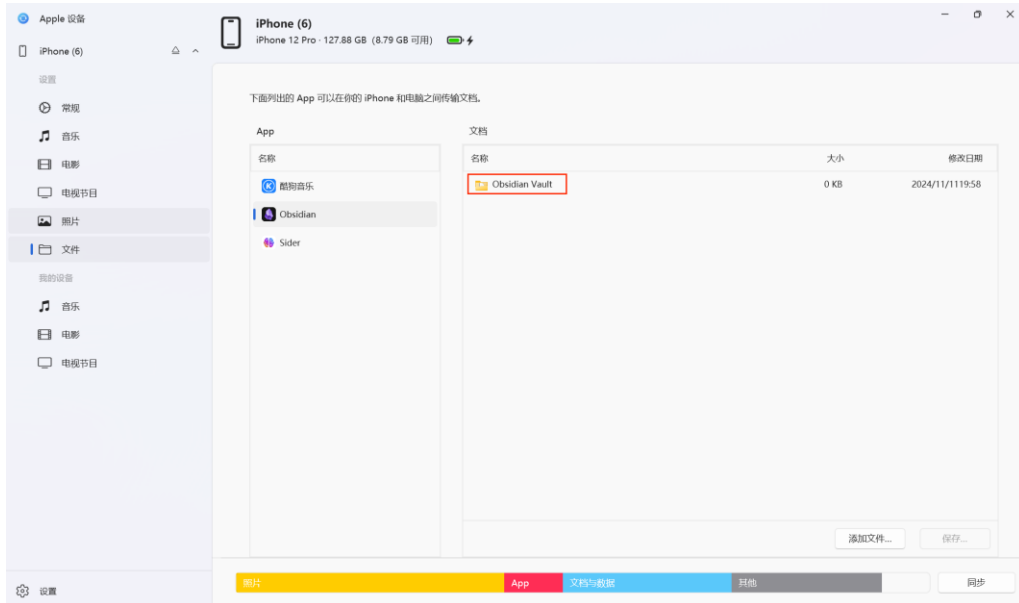 Apple 设备
iPhone (6)
设置
常规
音乐
电影
电视节目
照片
文件
我的设备
音乐
电影
电视节目
设置
iPhone (6)
iPhone 12 Pro · 127.88 GB (8.79 GB 可用)
下面列出的 App 可以在你的 iPhone 和电脑之间传输文档。
App
名称
酷狗音乐
Obsidian
Sider
文档
名称 大小 修改日期
Obsidian Vault 0 KB 2024/11/1119:58
添加文件... 保存...
照片 App 文档与数据 其他 同步